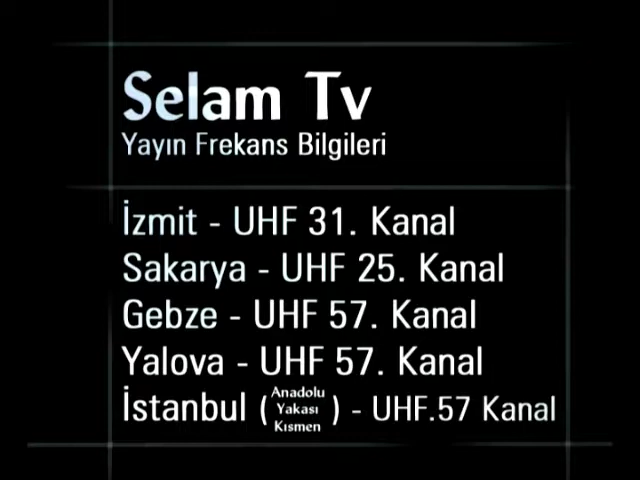 Selam Tv
Yayın Frekans Bilgileri
İzmit - UHF 31. Kanal
Sakarya - UHF 25. Kanal
Gebze - UHF 57. Kanal
Yalova - UHF 57. Kanal
İstanbul ( Anadolu Yakası Kısmen ) - UHF.57 Kanal